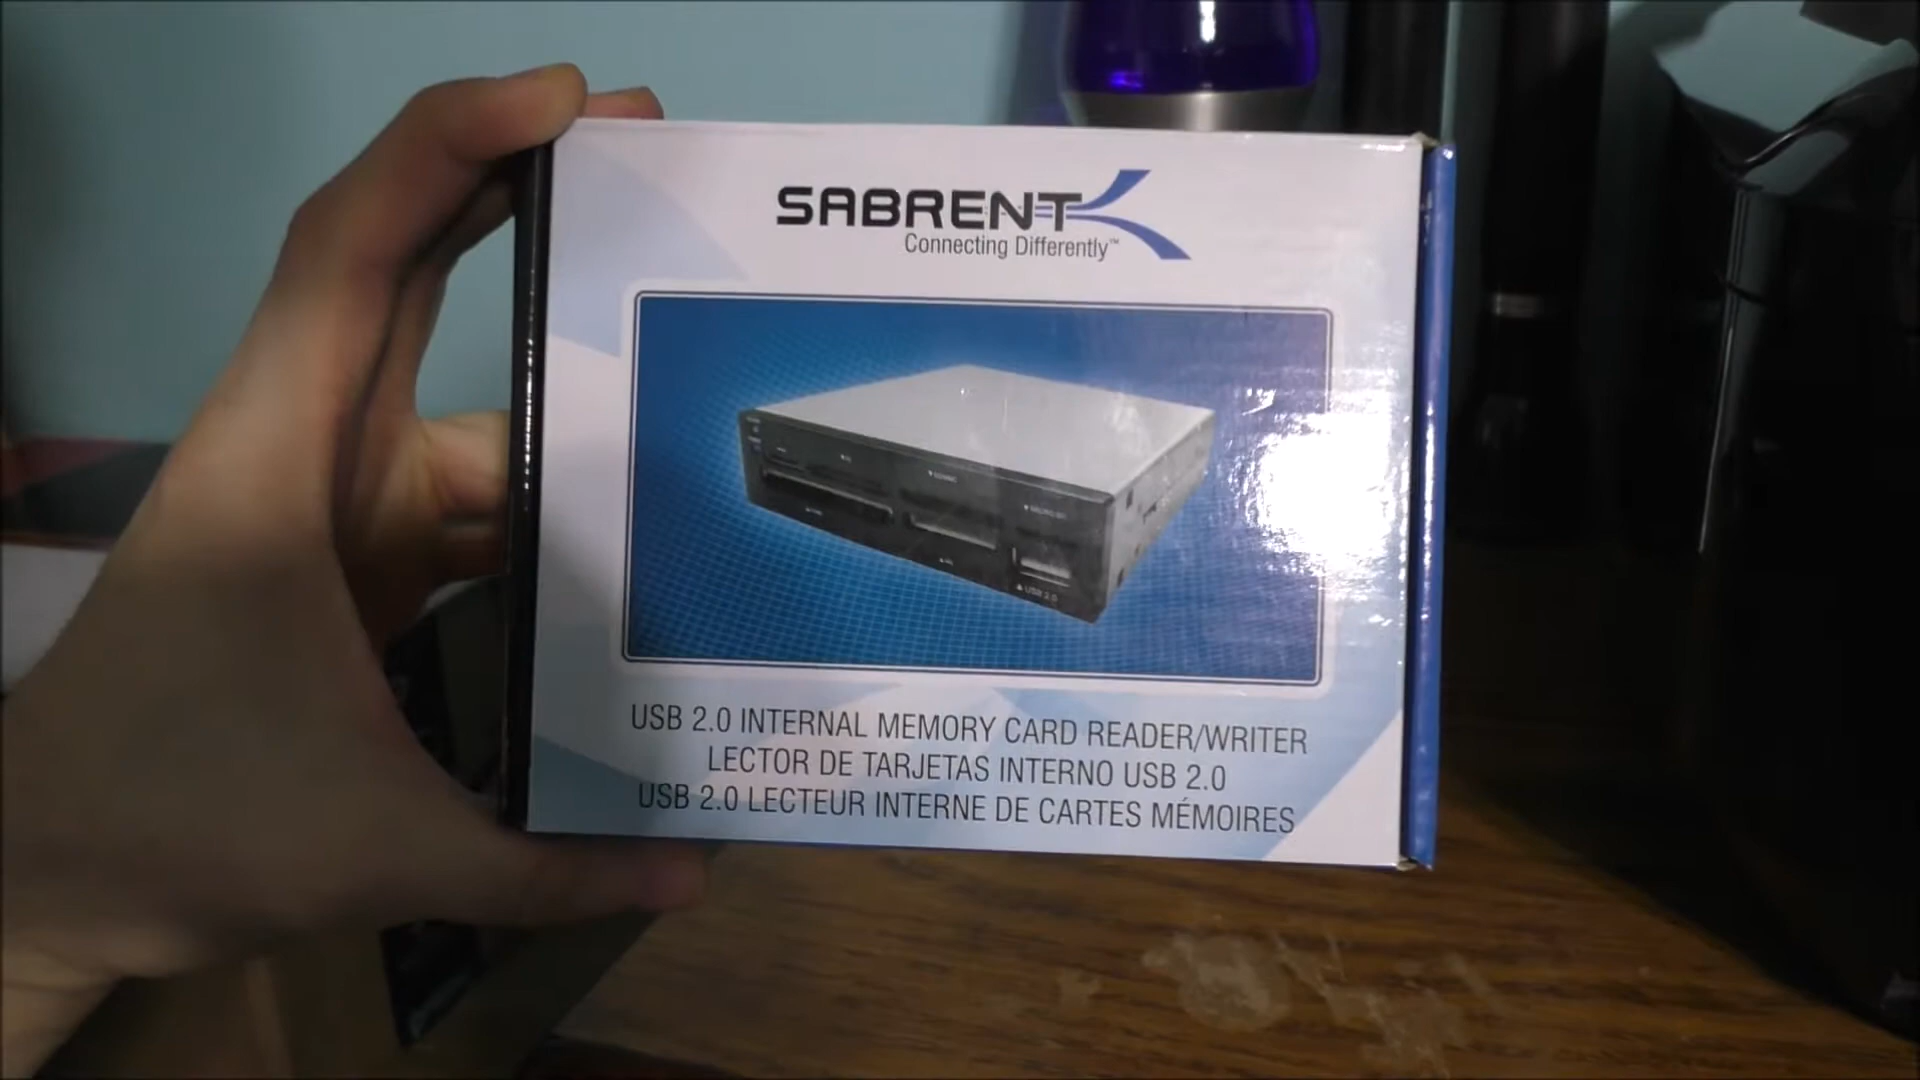 SABRENT
Connecting Differently™
▲ USB 2.0
USB 2.0 INTERNAL MEMORY CARD READER/WRITER
LECTOR DE TARJETAS INTERNO USB 2.0
USB 2.0 LECTEUR INTERNE DE CARTES MÉMOIRES